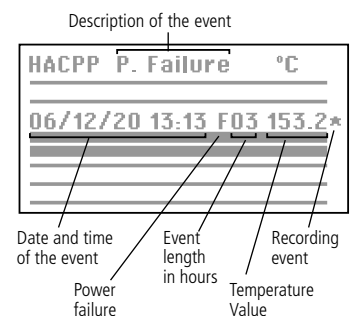 Description of the event
HACPP P. Failure °C
06/12/20 13:13 F03 153.2*
Date and time
of the event
Power
failure
Event
length
in hours
Temperature
Value
Recording
event